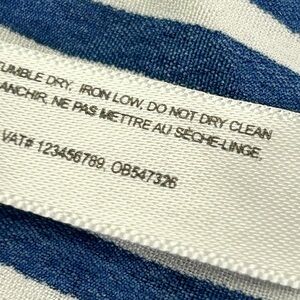 TUMBLE DRY, IRON LOW, DO NOT DRY CLEAN
ANCHIR, NE PAS METTRE AU SÈCHE-LINGE,
VAT# 123456789, OB547326